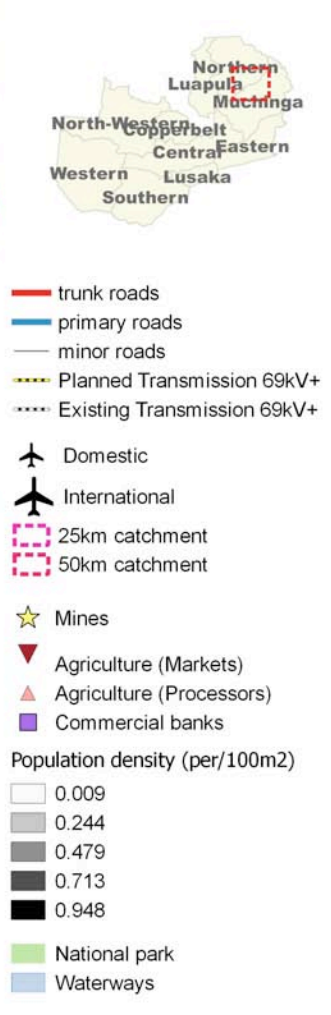 Northern
Luapula
Muchinga
North-Western
Copperbelt
Eastern
Central
Western
Lusaka
Southern
trunk roads
primary roads
minor roads
Planned Transmission 69kV+
Existing Transmission 69kV+
Domestic
International
25km catchment
50km catchment
Mines
Agriculture (Markets)
Agriculture (Processors)
Commercial banks
Population density (per/100m2)
0.009
0.244
0.479
0.713
0.948
National park
Waterways